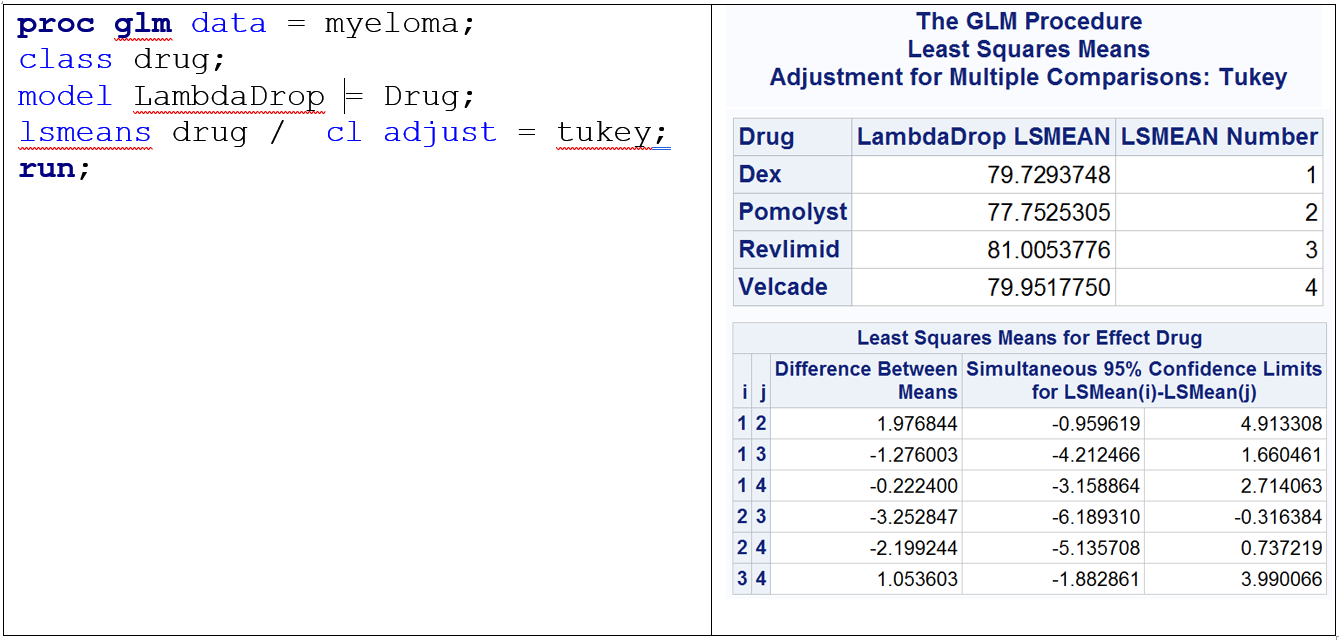 proc glm data = myeloma;
class drug;
model LambdaDrop = Drug;
lsmeans drug / cl adjust = tukey;
run;
The GLM Procedure
Least Squares Means
Adjustment for Multiple Comparisons: Tukey
Drug LambdaDrop LSMEAN LSMEAN Number
Dex 79.7293748 1
Pomolyst 77.7525305 2
Revlimid 81.0053776 3
Velcade 79.9517750 4
Least Squares Means for Effect Drug
i j Difference Between Means Simultaneous 95% Confidence Limits for LSMean(i)-LSMean(j)
1 2 1.976844 -0.959619 4.913308
1 3 -1.276003 -4.212466 1.660461
1 4 -0.222400 -3.158864 2.714063
2 3 -3.252847 -6.189310 -0.316384
2 4 -2.199244 -5.135708 0.737219
3 4 1.053603 -1.882861 3.990066